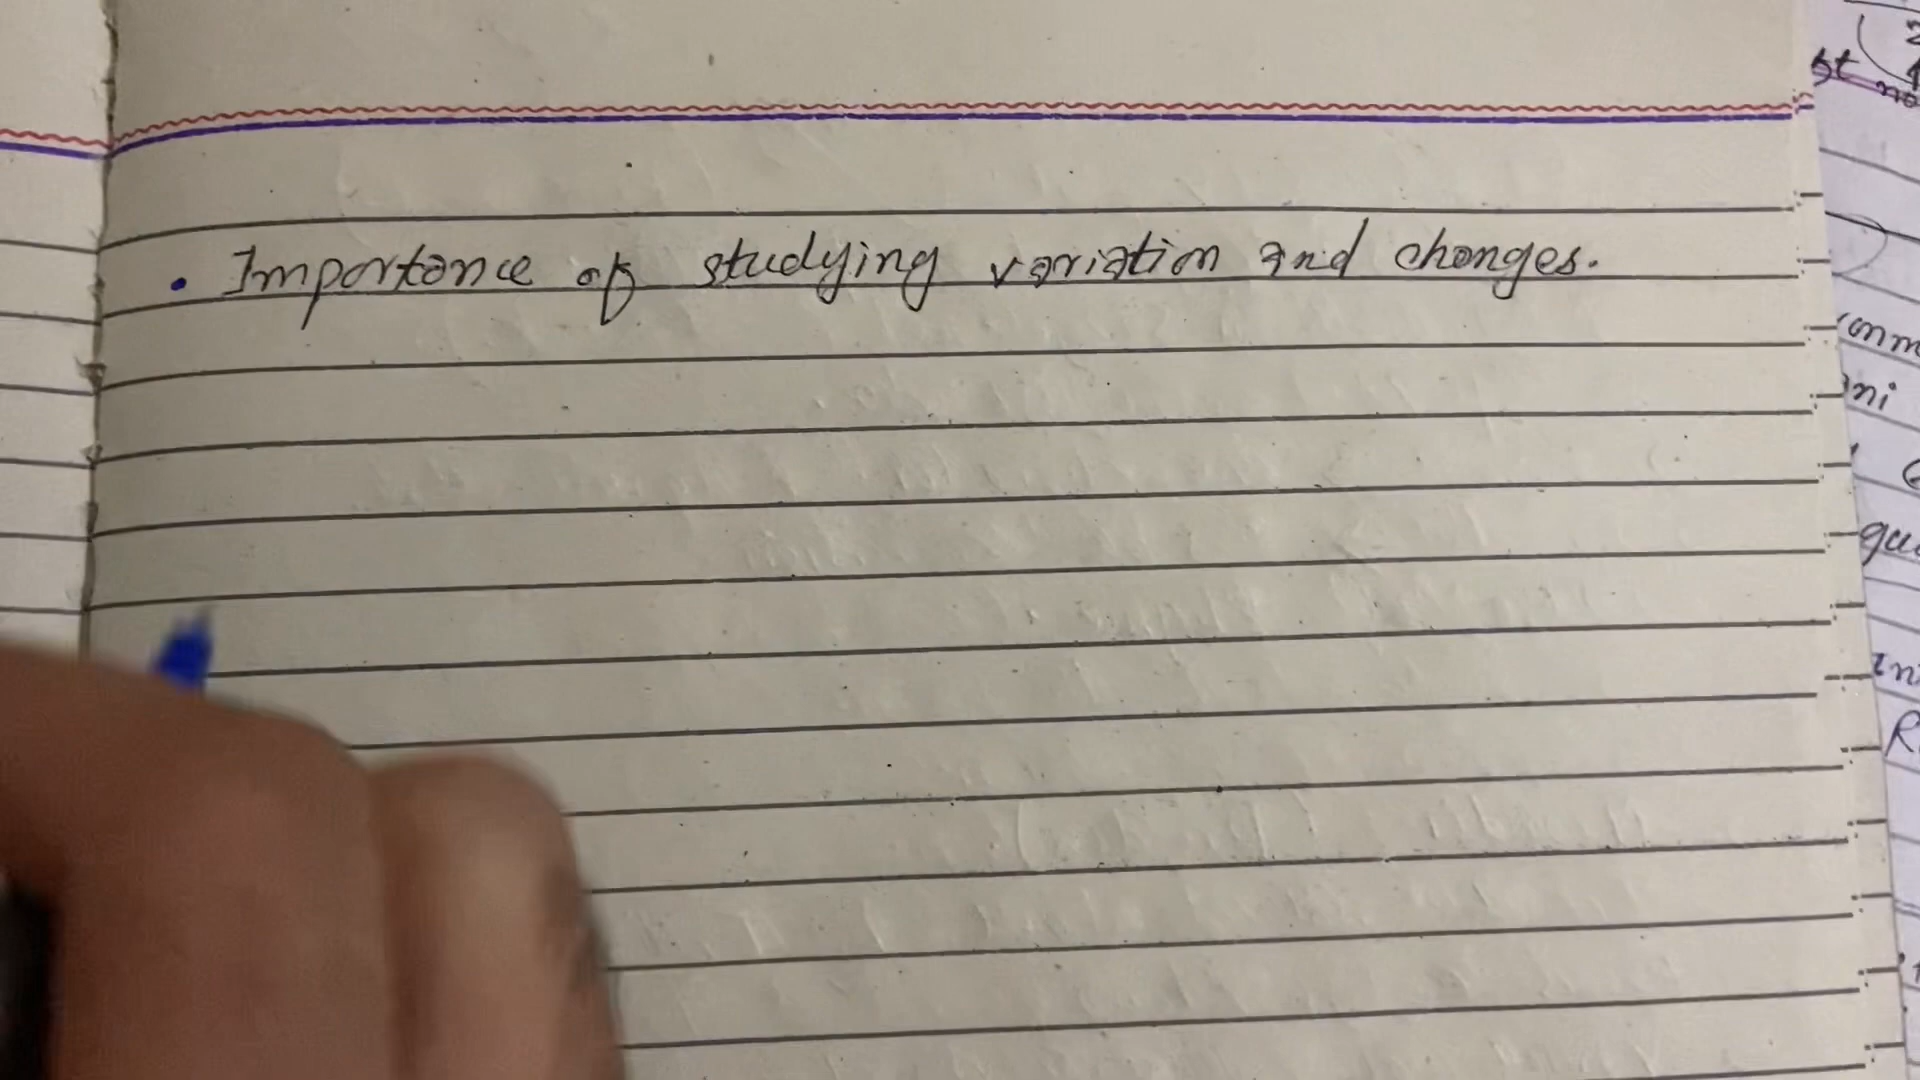 • Importance of studying variation and changes.